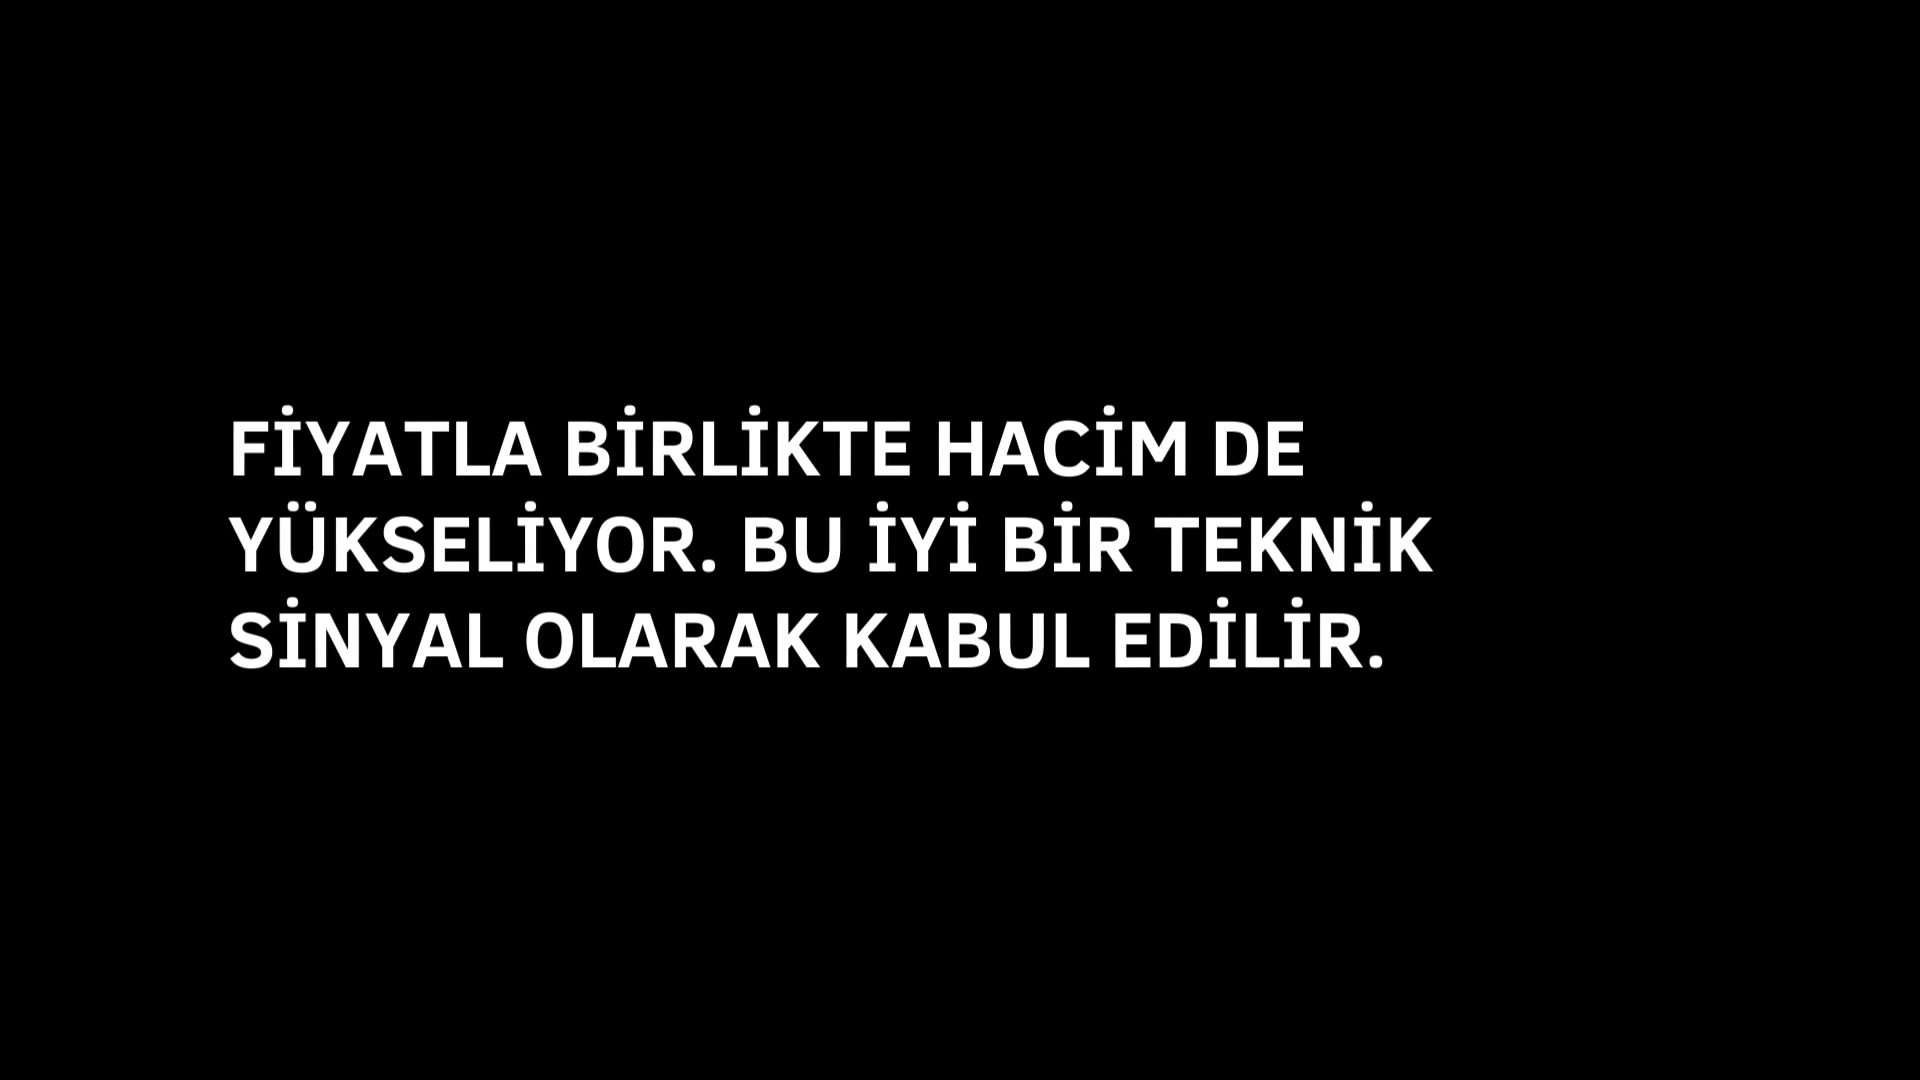 FİYATLA BİRLİKTE HACİM DE
YÜKSELİYOR. BU İYİ BİR TEKNİK
SİNYAL OLARAK KABUL EDİLİR.